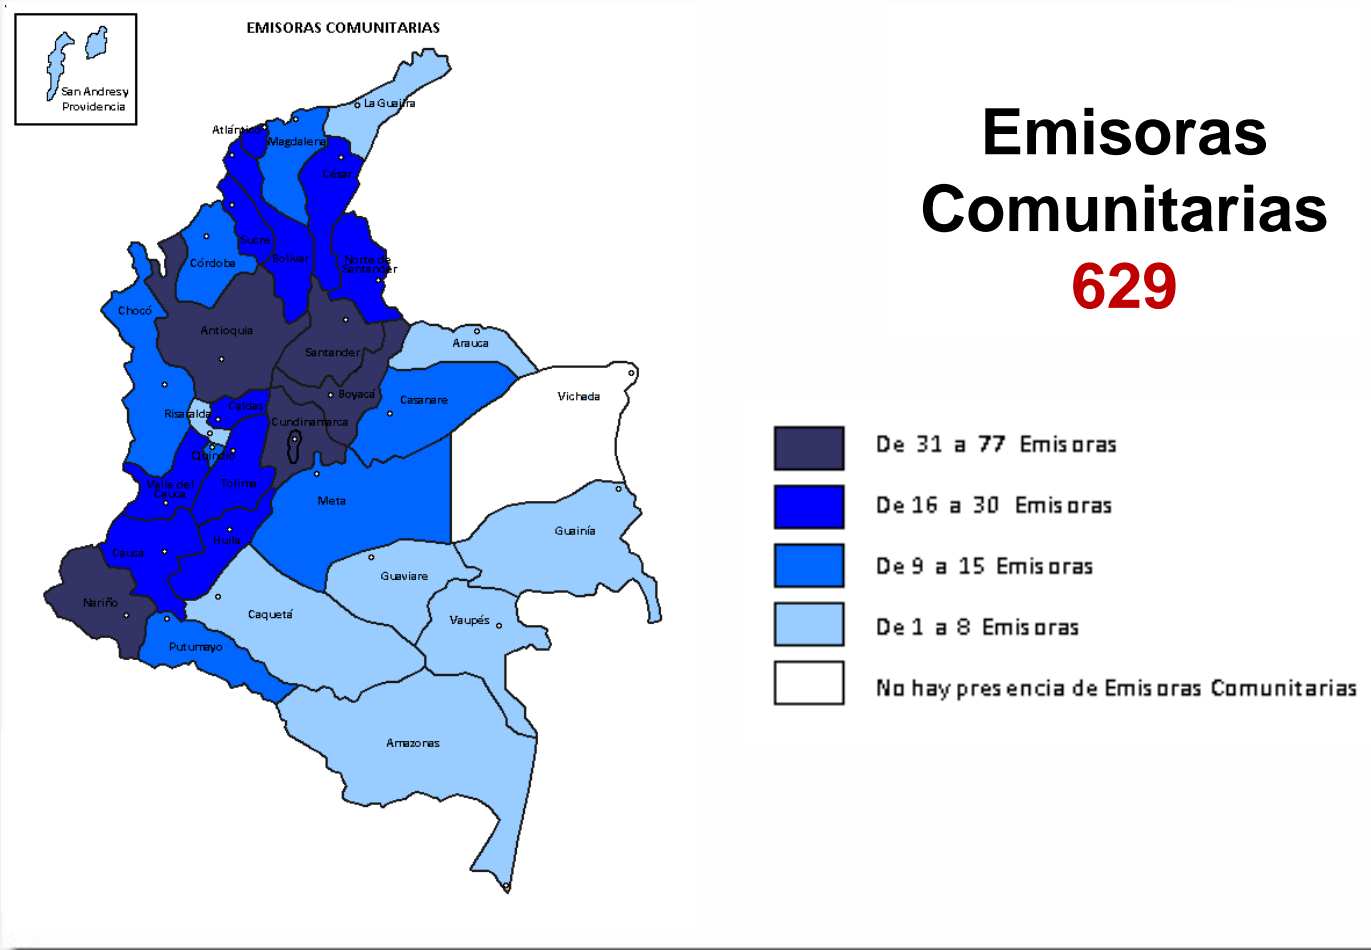 EMISORAS COMUNITARIAS
San Andres y
Providencia
La Guajira
Atlántico
Magdalena
César
Sucre
Bolívar
Norte de
Santander
Córdoba
Chocó
Antioquia
Santander
Arauca
Boyacá
Casanare
Vichada
Risaralda
Caldas
Cundinamarca
Quindío
Valle del
Cauca
Tolima
Meta
Guainía
Huila
Cauca
Guaviare
Nariño
Caquetá
Vaupés
Putumayo
Amazonas
Emisoras
Comunitarias
629
De 31 a 77 Emisoras
De 16 a 30 Emisoras
De 9 a 15 Emisoras
De 1 a 8 Emisoras
No hay presencia de Emisoras Comunitarias